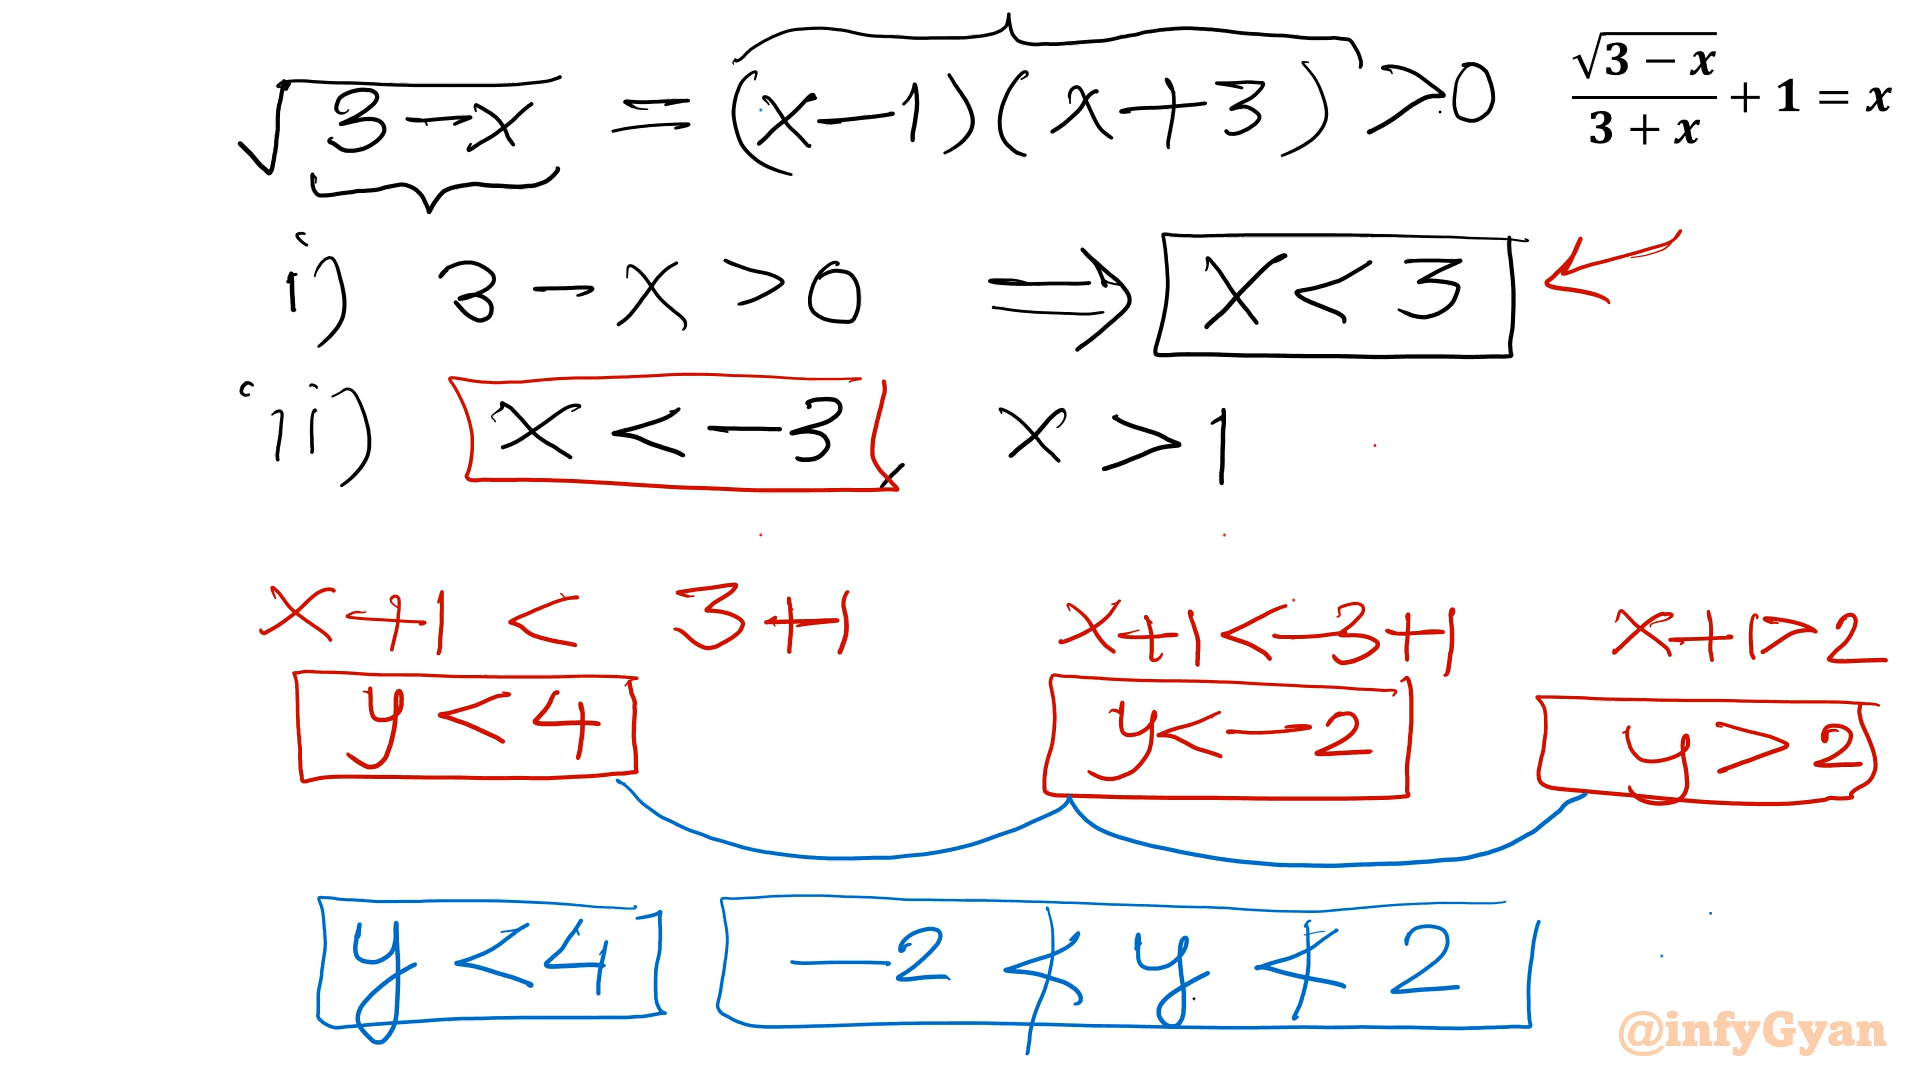 √(3−x) = (x−1)(x+3) > 0
√(3 − x) / (3 + x) + 1 = x
i) 3 − x > 0 ⇒ x < 3
ii) x < −3, x > 1
x+1 < 3+1 x+1 < −3+1 x+1 > 2
y < 4 y < −2 y > 2
y < 4 −2 ≮ y ≮ 2
@infyGyan